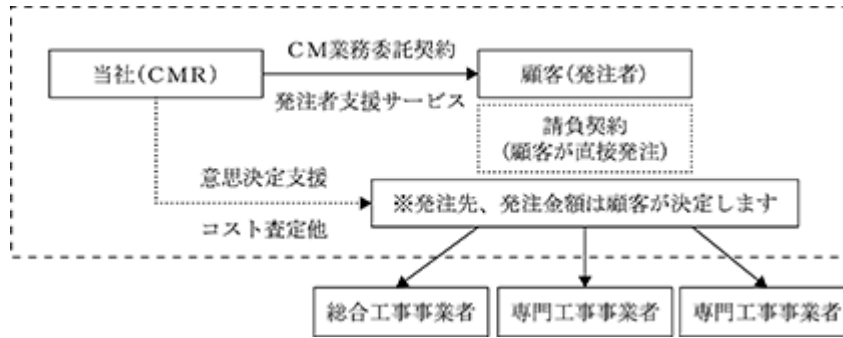 CM業務委託契約
当社(CMR)
顧客(発注者)
発注者支援サービス
請負契約
(顧客が直接発注)
意思決定支援
※発注先、発注金額は顧客が決定します
コスト査定他
総合工事事業者
専門工事事業者
専門工事事業者